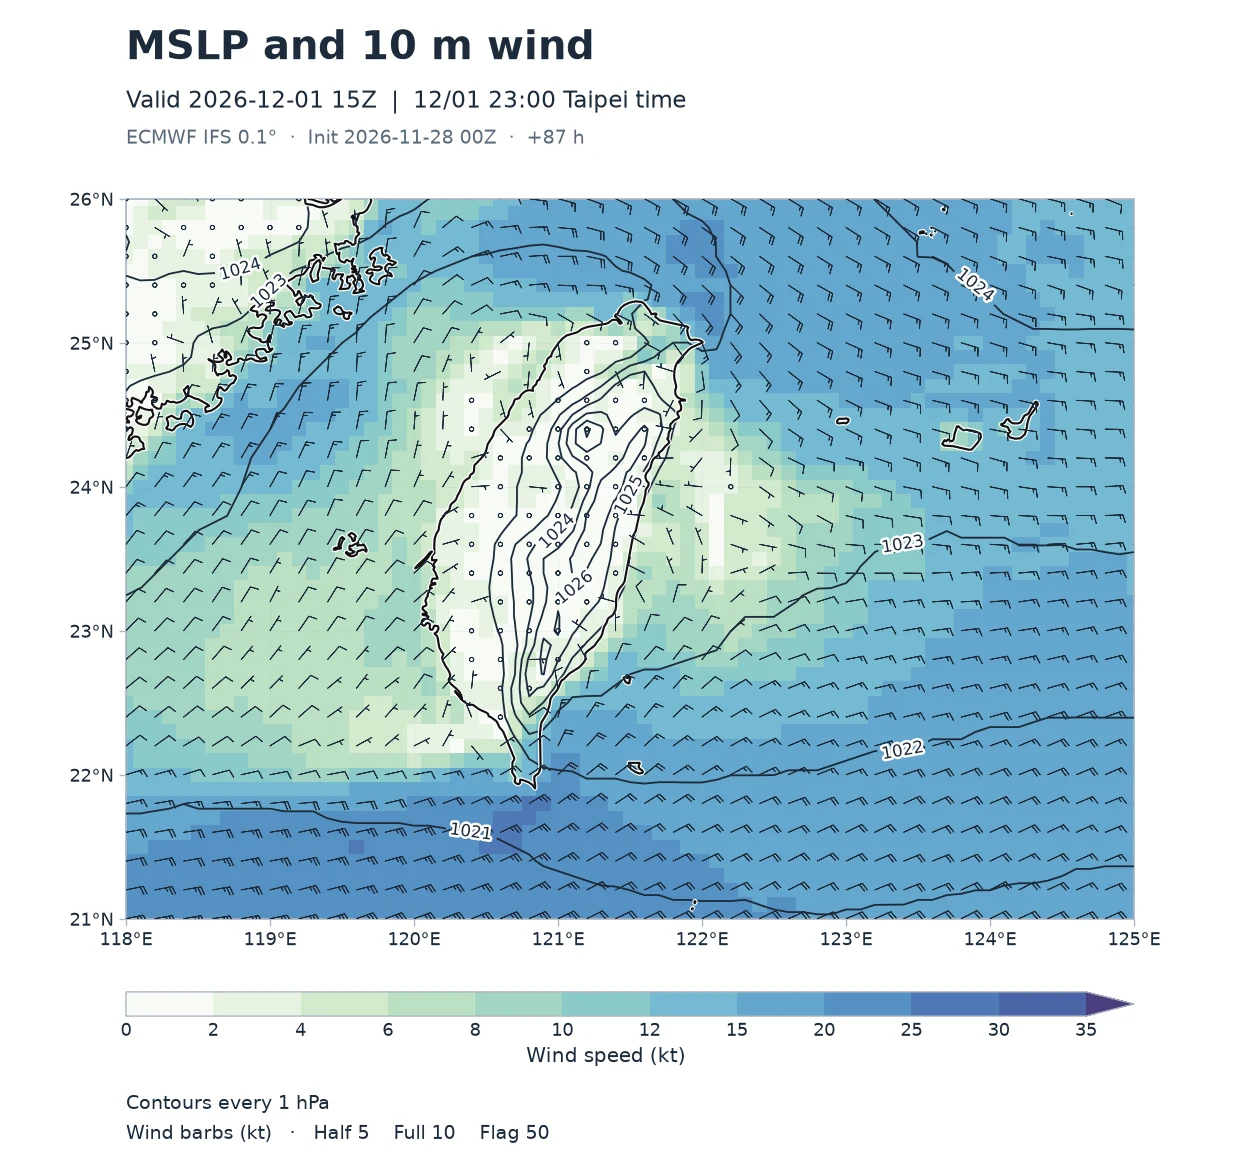 MSLP and 10 m wind
Valid 2026-12-01 15Z | 12/01 23:00 Taipei time
ECMWF IFS 0.1° · Init 2026-11-28 00Z · +87 h
26°N
25°N
24°N
23°N
22°N
21°N
1024
1023
1024
1025
1024
1026
1023
1022
1021
118°E 119°E 120°E 121°E 122°E 123°E 124°E 125°E
0 2 4 6 8 10 12 15 20 25 30 35
Wind speed (kt)
Contours every 1 hPa
Wind barbs (kt) · Half 5 Full 10 Flag 50